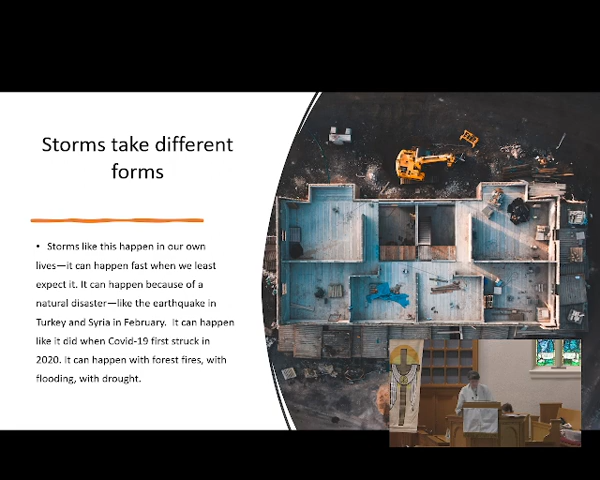 Storms take different
forms
• Storms like this happen in our own
lives—it can happen fast when we least
expect it. It can happen because of a
natural disaster—like the earthquake in
Turkey and Syria in February. It can happen
like it did when Covid-19 first struck in
2020. It can happen with forest fires, with
flooding, with drought.